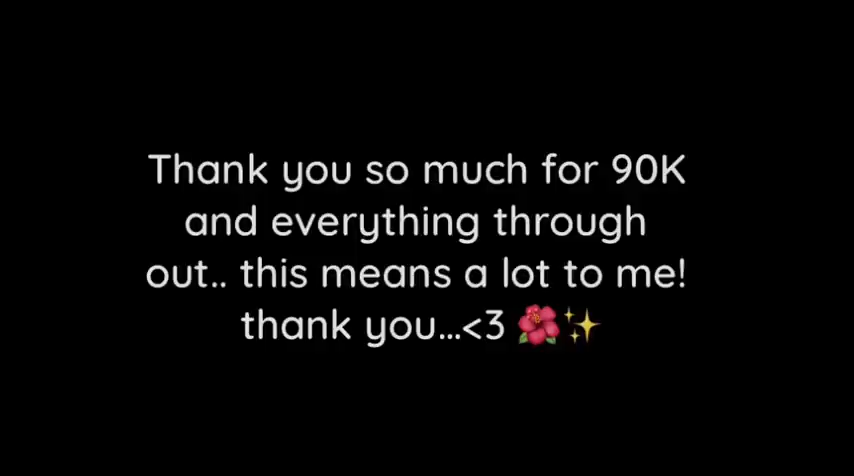 Thank you so much for 90K
and everything through
out.. this means a lot to me!
thank you...<3 🌺✨